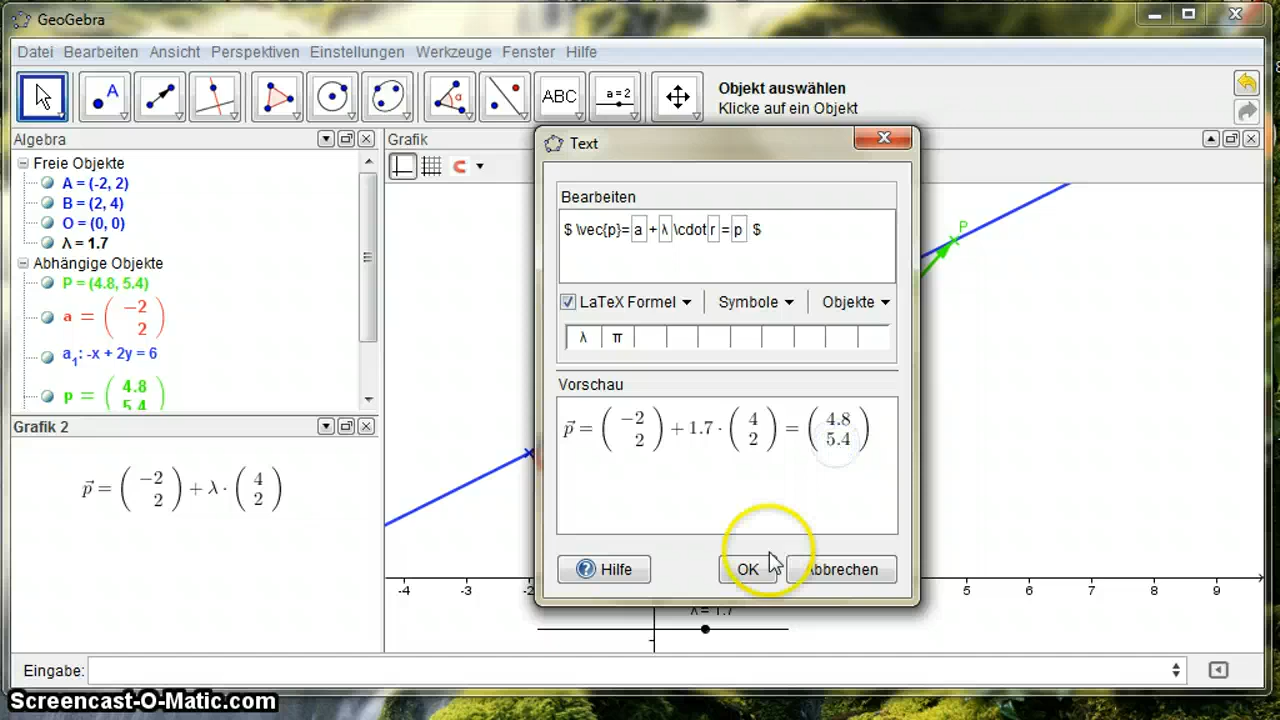 GeoGebra
Datei Bearbeiten Ansicht Perspektiven Einstellungen Werkzeuge Fenster Hilfe
A
α
ABC
a=2
Objekt auswählen
Klicke auf ein Objekt
Algebra
Freie Objekte
A = (-2, 2)
B = (2, 4)
O = (0, 0)
λ = 1.7
Abhängige Objekte
P = (4.8, 5.4)
a = ( -2
2 )
a₁: -x + 2y = 6
p = ( 4.8
5.4 )
Grafik 2
p⃗ = ( -2
2 ) + λ · ( 4
2 )
Grafik
P
-4 -3 -2 5 6 7 8 9
λ = 1.7
Text
Bearbeiten
$ \vec{p}= a + λ \cdot r = p $
LaTeX Formel Symbole Objekte
λ π
Vorschau
p⃗ = ( -2
2 ) + 1.7 · ( 4
2 ) = ( 4.8
5.4 )
Hilfe OK Abbrechen
Eingabe:
Screencast-O-Matic.com